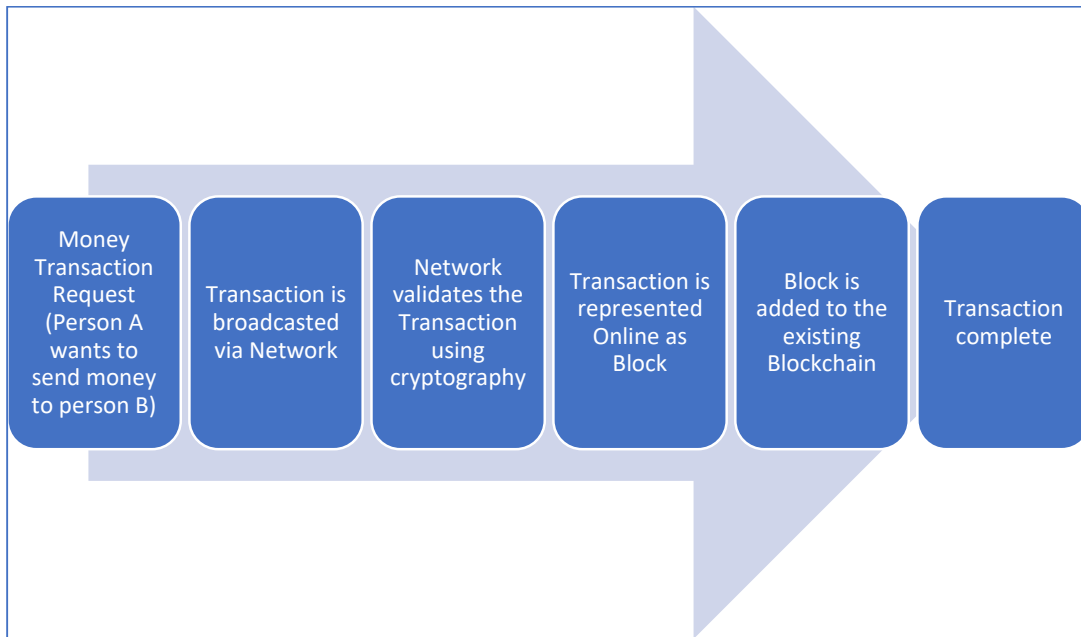 Money
Transaction
Request
(Person A
wants to
send money
to person B)
Transaction is
broadcasted
via Network
Network
validates the
Transaction
using
cryptography
Transaction is
represented
Online as
Block
Block is
added to the
existing
Blockchain
Transaction
complete